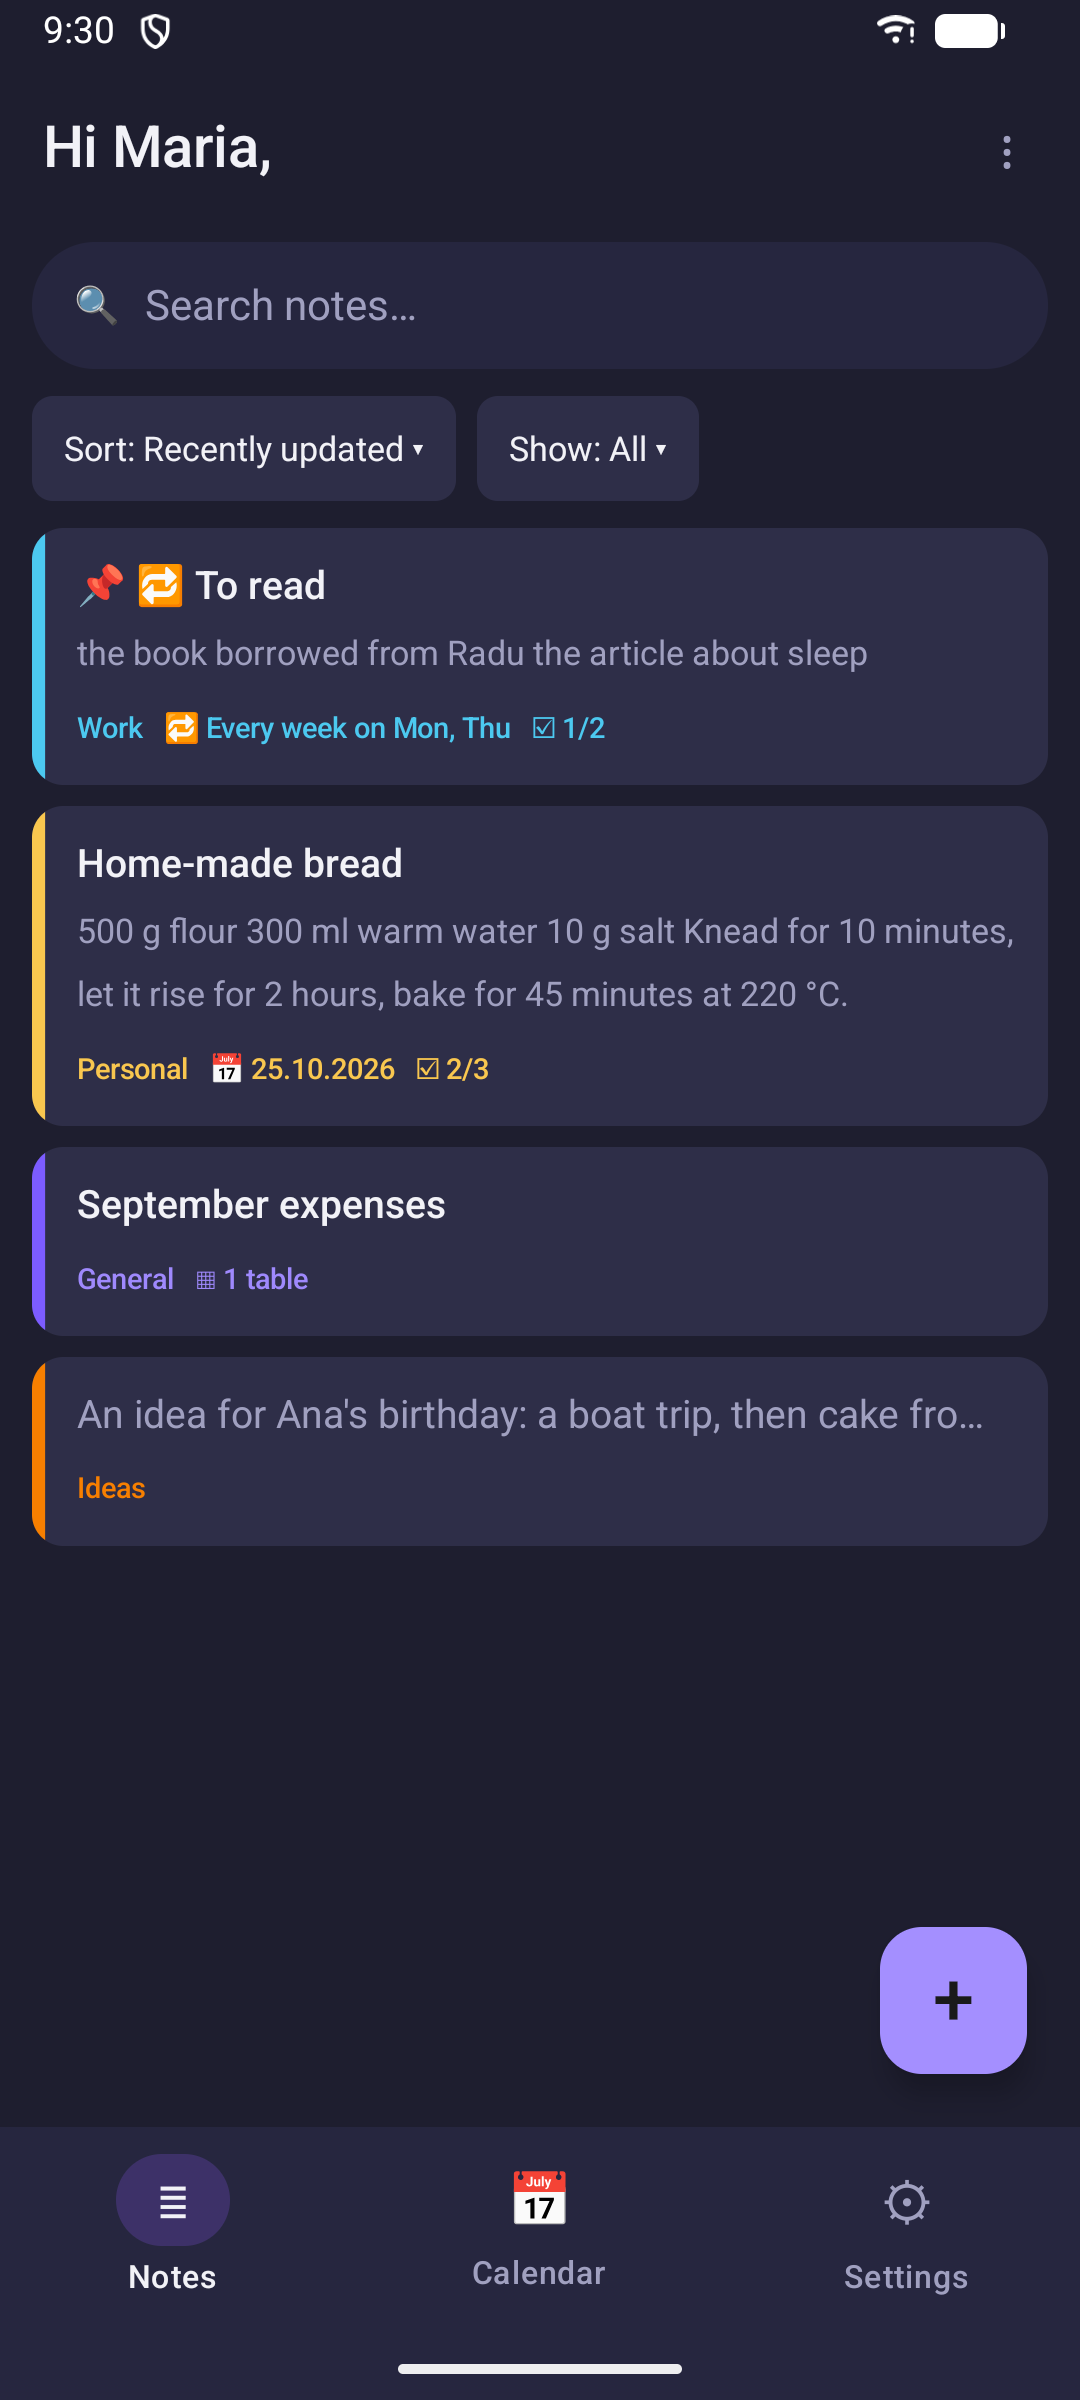 9:30
Hi Maria,
🔍 Search notes...
Sort: Recently updated ▾ Show: All ▾
📌 🔁 To read
the book borrowed from Radu the article about sleep
Work 🔁 Every week on Mon, Thu ☑ 1/2
Home-made bread
500 g flour 300 ml warm water 10 g salt Knead for 10 minutes,
let it rise for 2 hours, bake for 45 minutes at 220 °C.
Personal 📅 25.10.2026 ☑ 2/3
September expenses
General ▦ 1 table
An idea for Ana's birthday: a boat trip, then cake fro...
Ideas
+
July
17
Notes Calendar Settings